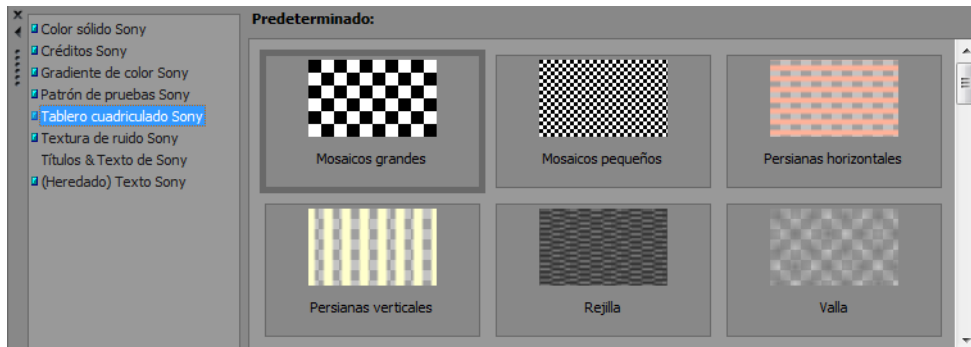 Predeterminado:
Color sólido Sony
Créditos Sony
Gradiente de color Sony
Patrón de pruebas Sony
Tablero cuadriculado Sony
Textura de ruido Sony
Títulos & Texto de Sony
(Heredado) Texto Sony
Mosaicos grandes
Mosaicos pequeños
Persianas horizontales
Persianas verticales
Rejilla
Valla